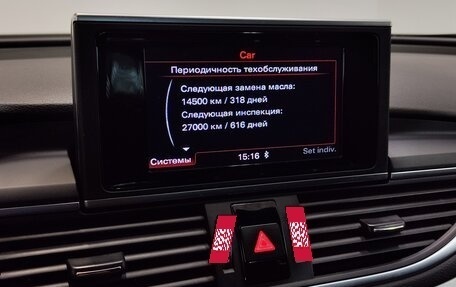 Car
Периодичность техобслуживания
Следующая замена масла:
14500 км / 318 дней
Следующая инспекция:
27000 км / 616 дней
Set indiv.
Системы
15:16